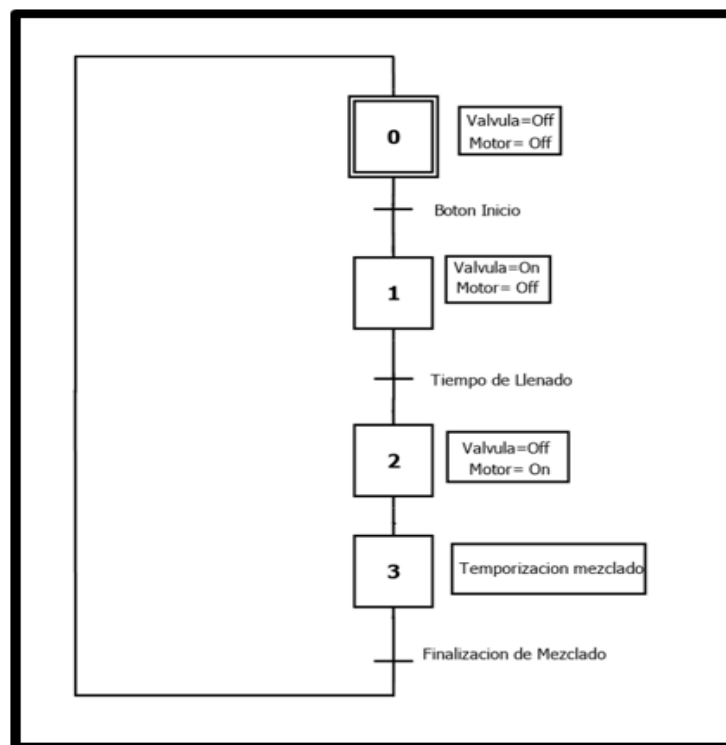 0
Valvula=Off
Motor= Off
Boton Inicio
1
Valvula=On
Motor= Off
Tiempo de Llenado
2
Valvula=Off
Motor= On
3
Temporizacion mezclado
Finalizacion de Mezclado